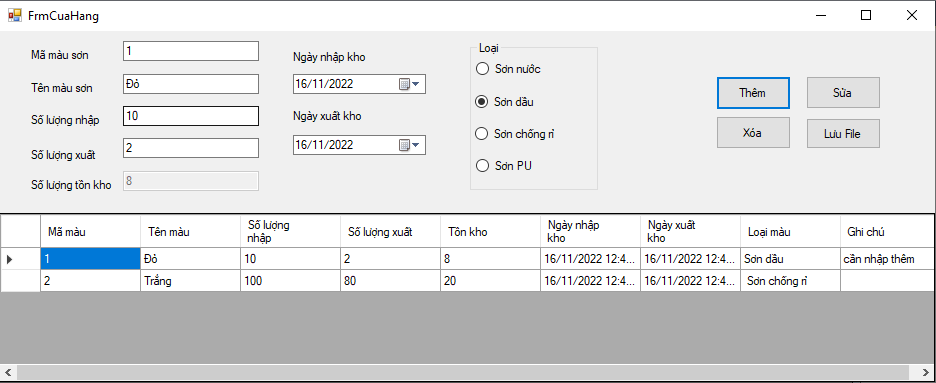 FrmCuaHang
Mã màu sơn
1
Tên màu sơn
Đỏ
Số lượng nhập
10
Số lượng xuất
2
Số lượng tồn kho
8
Ngày nhập kho
16/11/2022
Ngày xuất kho
16/11/2022
Loại
Sơn nước
Sơn dầu
Sơn chống rỉ
Sơn PU
Thêm
Sửa
Xóa
Lưu File
Mã màu Tên màu Số lượng nhập Số lượng xuất Tồn kho Ngày nhập kho Ngày xuất kho Loại màu Ghi chú
1 Đỏ 10 2 8 16/11/2022 12:4... 16/11/2022 12:4... Sơn dầu cần nhập thêm
2 Trắng 100 80 20 16/11/2022 12:4... 16/11/2022 12:4... Sơn chống rỉ